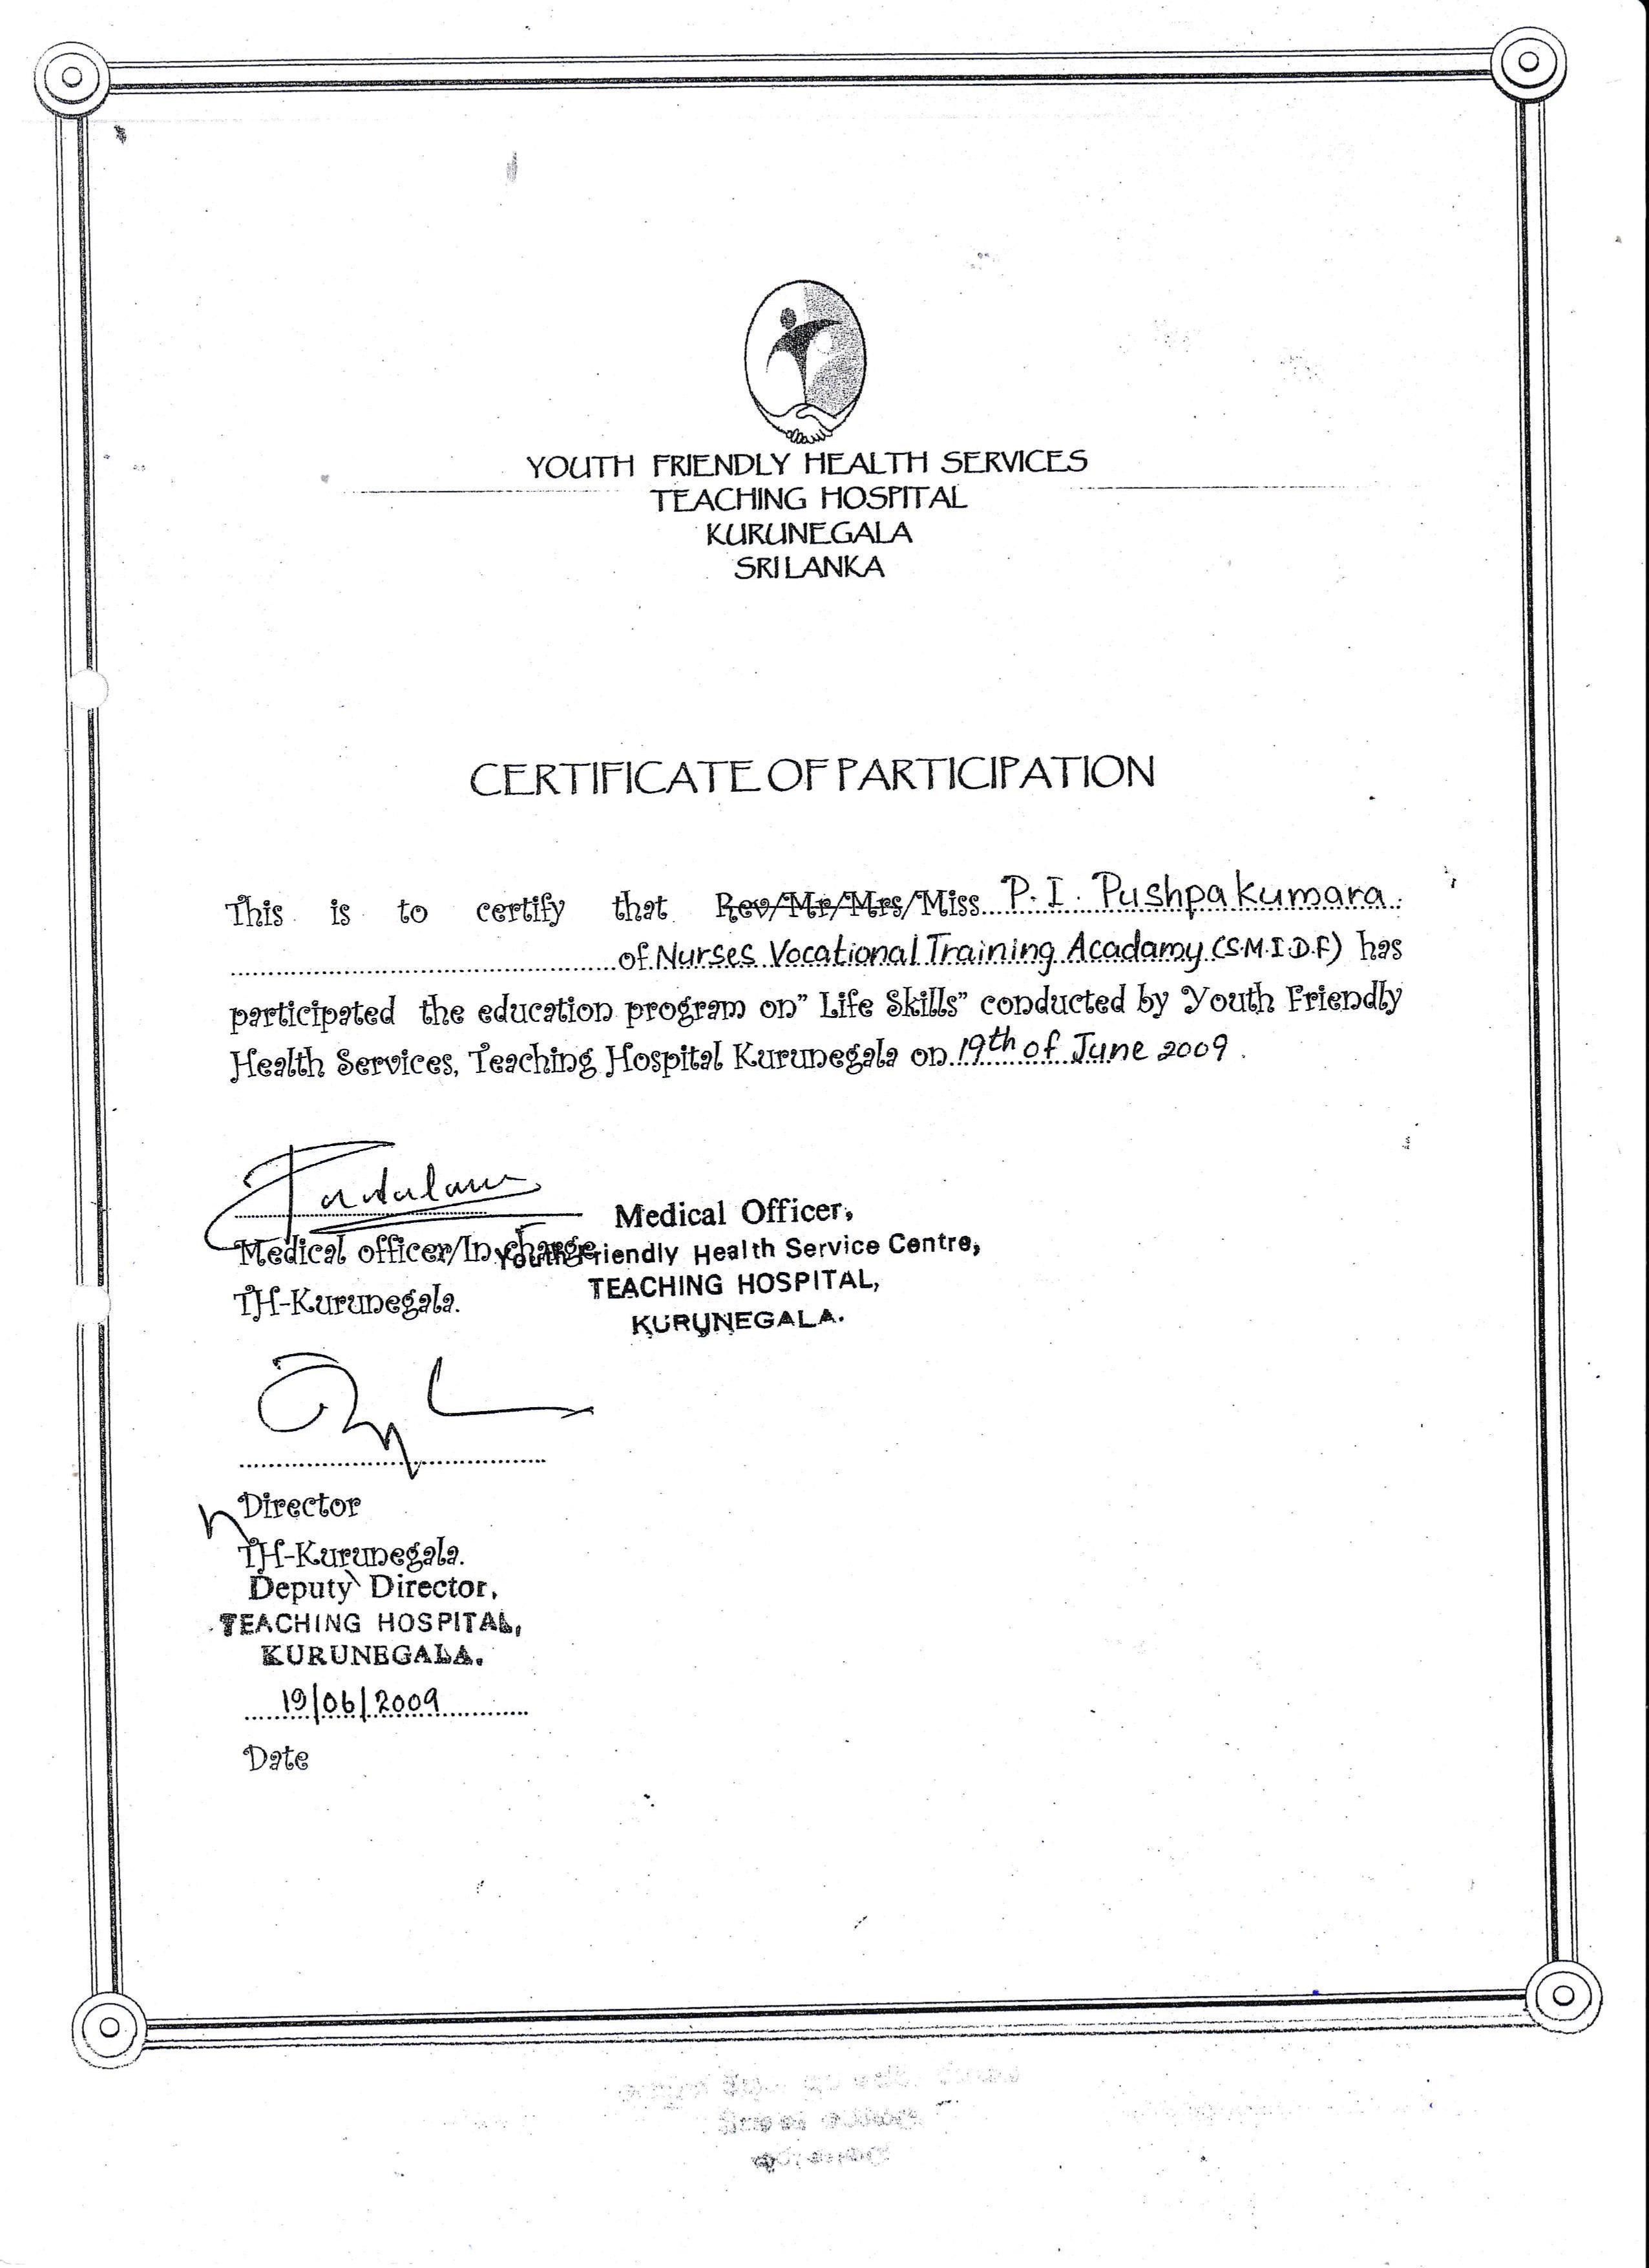 YOUTH FRIENDLY HEALTH SERVICES
TEACHING HOSPITAL
KURUNEGALA
SRI LANKA
CERTIFICATE OF PARTICIPATION
This is to certify that Rev/Mr/Mrs/Miss P. I. Pushpakumara.
of Nurses Vocational Training Acadamy (S.M.I.D.F) has
participated the education program on" Life Skills" conducted by Youth Friendly
Health Services, Teaching Hospital Kurunegala on 19th of June 2009.
Medical officer/In charge
TH-Kurunegala.
Medical Officer,
Youth Friendly Health Service Centre,
TEACHING HOSPITAL,
KURUNEGALA.
Director
TH-Kurunegala.
Deputy Director,
TEACHING HOSPITAL,
KURUNEGALA.
19/06/2009
Date